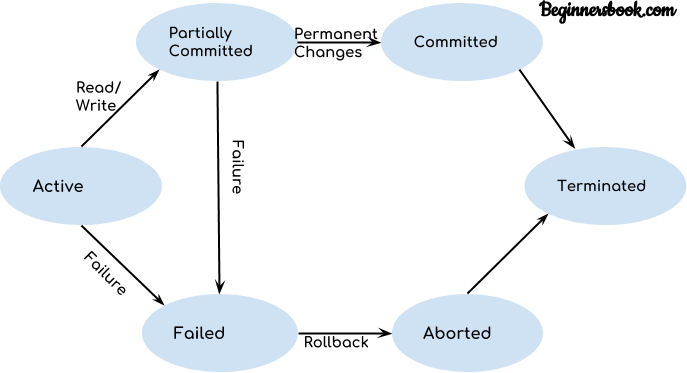 Beginnersbook.com
Partially
Committed
Permanent
Changes
Committed
Read/
Write
Failure
Active
Terminated
Failure
Failed
Rollback
Aborted